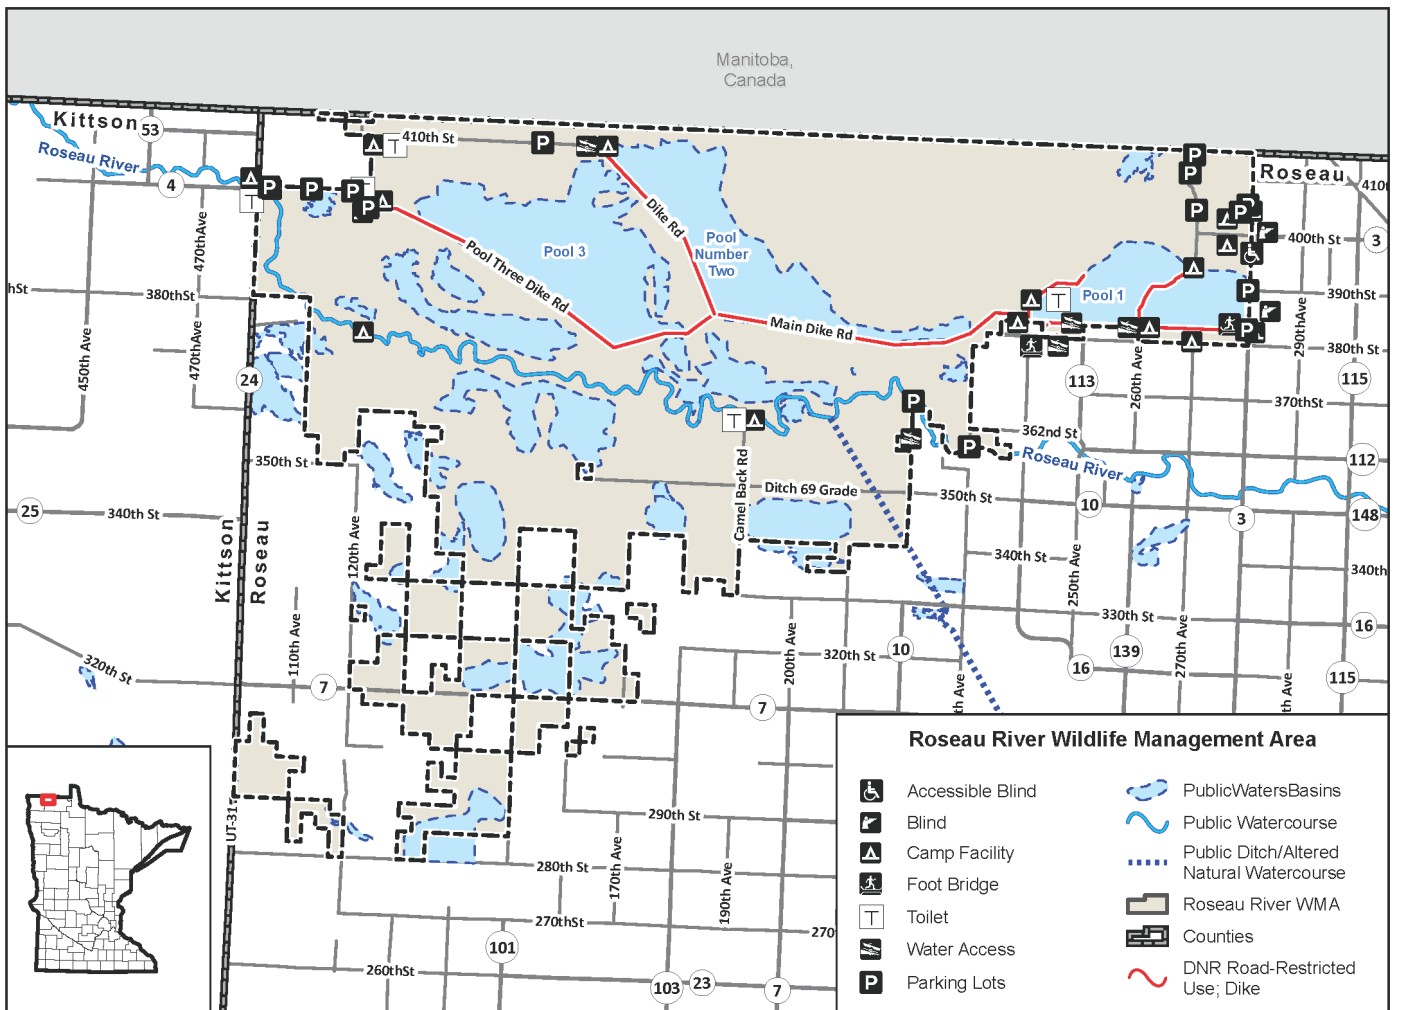 Manitoba,
Canada
Kittson
53
410th St
P
P
T
Roseau River
Roseau
410
4
P
P
P
T
T
P
P
P
P
470thAve
Dike Rd
Pool
Number
Two
Pool 3
Pool Three Dike Rd
400th St
3
hSt
380thSt
Pool 1
T
P
390thSt
290thAve
Main Dike Rd
P
380th St
450th Ave
470thAve
24
113
260th Ave
115
370thSt
P
T
362nd St
P
Roseau River
350th St
112
Camel Back Rd
Ditch 69 Grade
350th St
10
25
340th St
3
148
Kittson
Roseau
120th Ave
340th St
250th Ave
340th
110th Ave
330th St
16
200th Ave
320th St
10
139
270th Ave
320th St
16
115
7
7
th Ave
th Ave
UT-31
290th St
280th St
170th Ave
190th Ave
270thSt
270
101
260thSt
103
23
7
Roseau River Wildlife Management Area
Accessible Blind
Blind
Camp Facility
Foot Bridge
T
Toilet
Water Access
P
Parking Lots
PublicWatersBasins
Public Watercourse
Public Ditch/Altered
Natural Watercourse
Roseau River WMA
Counties
DNR Road-Restricted
Use; Dike